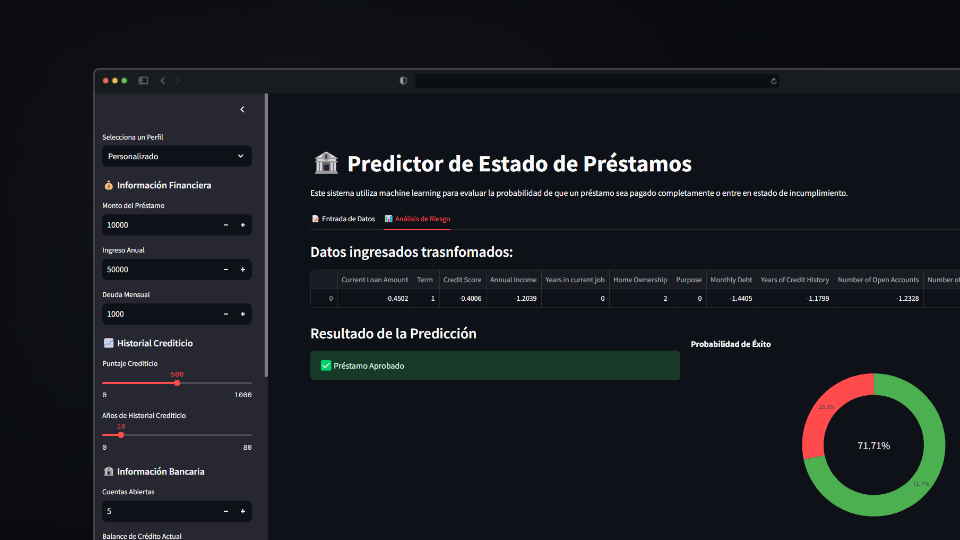 Selecciona un Perfil
Personalizado
Información Financiera
Monto del Préstamo
10000 − +
Ingreso Anual
50000 − +
Deuda Mensual
1000 − +
Historial Crediticio
Puntaje Crediticio
500
0 1000
Años de Historial Crediticio
10
0 80
Información Bancaria
Cuentas Abiertas
5 − +
Balance de Crédito Actual
Predictor de Estado de Préstamos
Este sistema utiliza machine learning para evaluar la probabilidad de que un préstamo sea pagado completamente o entre en estado de incumplimiento.
Entrada de Datos Análisis de Riesgo
Datos ingresados trasnfomados:
Current Loan Amount Term Credit Score Annual Income Years in current job Home Ownership Purpose Monthly Debt Years of Credit History Number of Open Accounts Number of
0 -0.4502 1 -0.4006 -1.2039 0 2 0 -1.4405 -1.1799 -1.2328
Resultado de la Predicción
Préstamo Aprobado
Probabilidad de Éxito
71,71%
71.7%